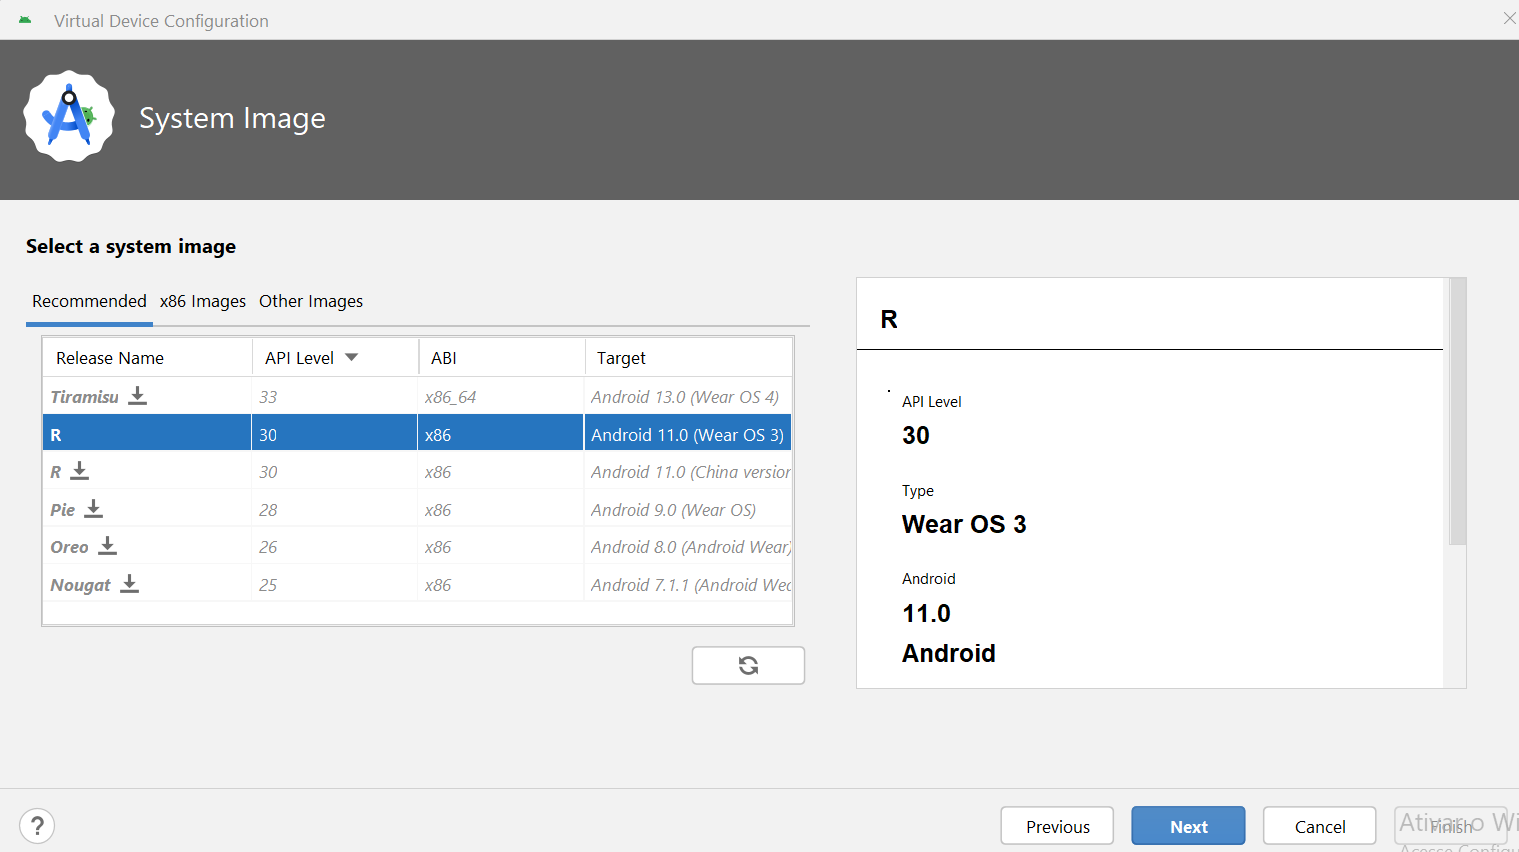 Virtual Device Configuration
System Image
Select a system image
Recommended x86 Images Other Images
Release Name API Level ABI Target
Tiramisu 33 x86_64 Android 13.0 (Wear OS 4)
R 30 x86 Android 11.0 (Wear OS 3)
R 30 x86 Android 11.0 (China version
Pie 28 x86 Android 9.0 (Wear OS)
Oreo 26 x86 Android 8.0 (Android Wear)
Nougat 25 x86 Android 7.1.1 (Android Wea
R
API Level
30
Type
Wear OS 3
Android
11.0
Android
?
Previous Next Cancel Finish
Ativar o Wi
Acesse Configu